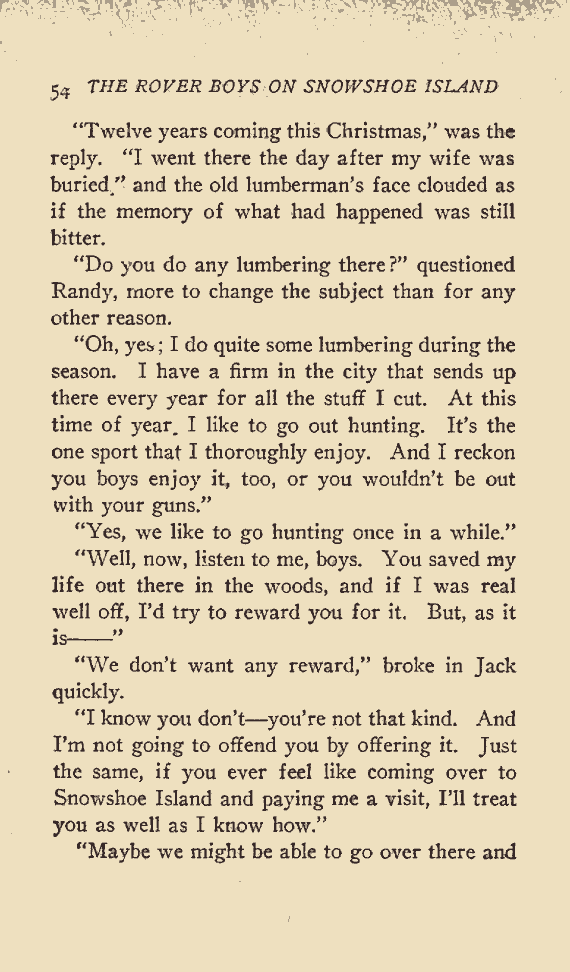 54 THE ROVER BOYS ON SNOWSHOE ISLAND
"Twelve years coming this Christmas," was the
reply. "I went there the day after my wife was
buried," and the old lumberman's face clouded as
if the memory of what had happened was still
bitter.
"Do you do any lumbering there?" questioned
Randy, more to change the subject than for any
other reason.
"Oh, yes; I do quite some lumbering during the
season. I have a firm in the city that sends up
there every year for all the stuff I cut. At this
time of year I like to go out hunting. It's the
one sport that I thoroughly enjoy. And I reckon
you boys enjoy it, too, or you wouldn't be out
with your guns."
"Yes, we like to go hunting once in a while."
"Well, now, listen to me, boys. You saved my
life out there in the woods, and if I was real
well off, I'd try to reward you for it. But, as it
is——"
"We don't want any reward," broke in Jack
quickly.
"I know you don't—you're not that kind. And
I'm not going to offend you by offering it. Just
the same, if you ever feel like coming over to
Snowshoe Island and paying me a visit, I'll treat
you as well as I know how."
"Maybe we might be able to go over there and